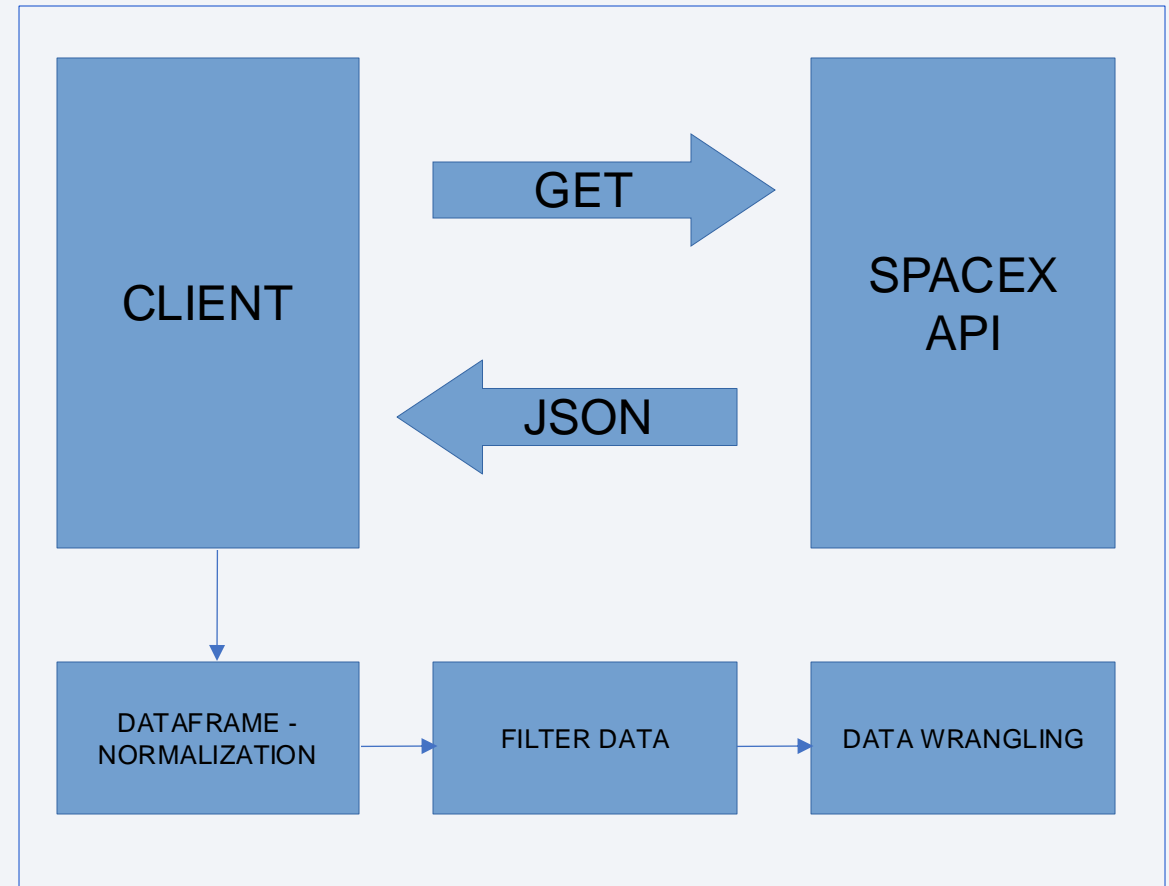 CLIENT
GET
SPACEX
API
JSON
DATAFRAME -
NORMALIZATION
FILTER DATA
DATA WRANGLING